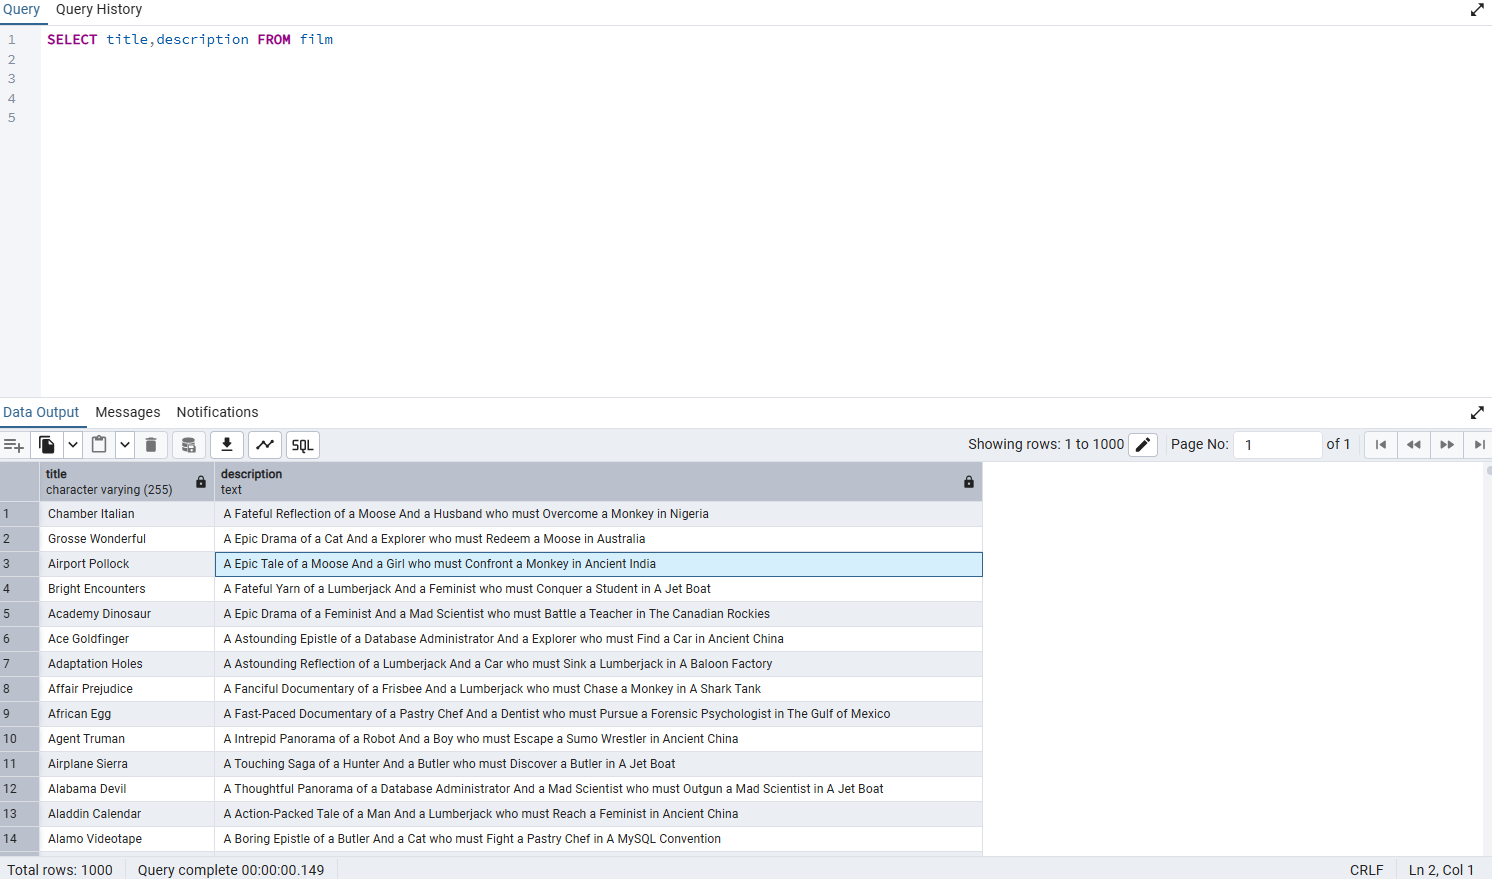 Query Query History
1 SELECT title,description FROM film
2
3
4
5
Data Output Messages Notifications
SQL Showing rows: 1 to 1000 Page No: 1 of 1
title description
character varying (255) text
1 Chamber Italian A Fateful Reflection of a Moose And a Husband who must Overcome a Monkey in Nigeria
2 Grosse Wonderful A Epic Drama of a Cat And a Explorer who must Redeem a Moose in Australia
3 Airport Pollock A Epic Tale of a Moose And a Girl who must Confront a Monkey in Ancient India
4 Bright Encounters A Fateful Yarn of a Lumberjack And a Feminist who must Conquer a Student in A Jet Boat
5 Academy Dinosaur A Epic Drama of a Feminist And a Mad Scientist who must Battle a Teacher in The Canadian Rockies
6 Ace Goldfinger A Astounding Epistle of a Database Administrator And a Explorer who must Find a Car in Ancient China
7 Adaptation Holes A Astounding Reflection of a Lumberjack And a Car who must Sink a Lumberjack in A Baloon Factory
8 Affair Prejudice A Fanciful Documentary of a Frisbee And a Lumberjack who must Chase a Monkey in A Shark Tank
9 African Egg A Fast-Paced Documentary of a Pastry Chef And a Dentist who must Pursue a Forensic Psychologist in The Gulf of Mexico
10 Agent Truman A Intrepid Panorama of a Robot And a Boy who must Escape a Sumo Wrestler in Ancient China
11 Airplane Sierra A Touching Saga of a Hunter And a Butler who must Discover a Butler in A Jet Boat
12 Alabama Devil A Thoughtful Panorama of a Database Administrator And a Mad Scientist who must Outgun a Mad Scientist in A Jet Boat
13 Aladdin Calendar A Action-Packed Tale of a Man And a Lumberjack who must Reach a Feminist in Ancient China
14 Alamo Videotape A Boring Epistle of a Butler And a Cat who must Fight a Pastry Chef in A MySQL Convention
Total rows: 1000 Query complete 00:00:00.149 CRLF Ln 2, Col 1